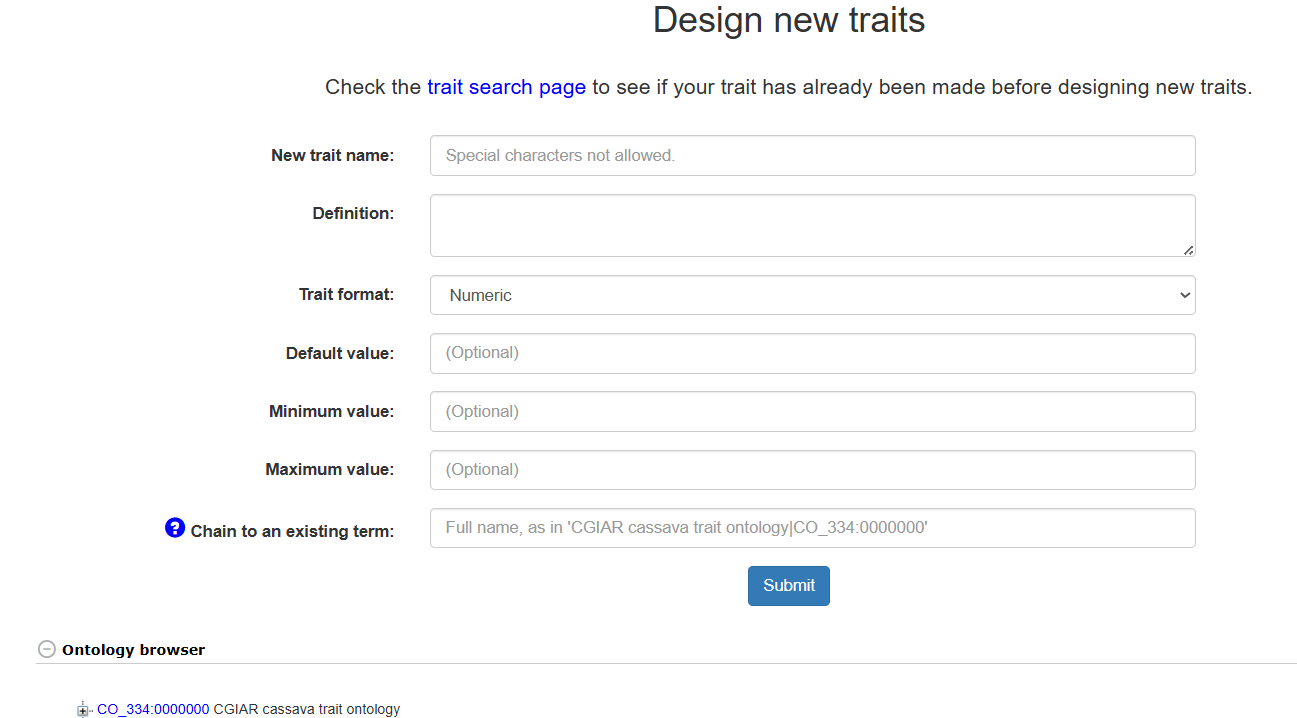 Design new traits
Check the trait search page to see if your trait has already been made before designing new traits.
New trait name: Special characters not allowed.
Definition:
Trait format: Numeric
Default value: (Optional)
Minimum value: (Optional)
Maximum value: (Optional)
? Chain to an existing term: Full name, as in 'CGIAR cassava trait ontology|CO_334:0000000'
Submit
Ontology browser
CO_334:0000000 CGIAR cassava trait ontology